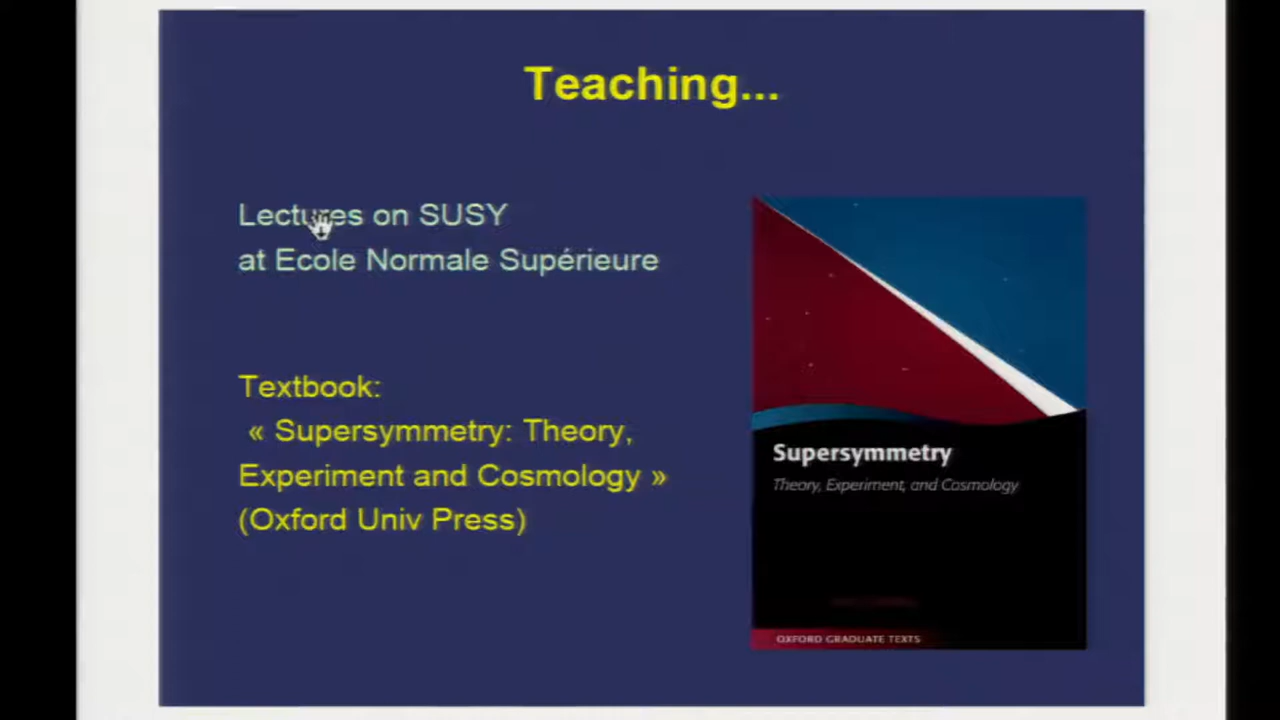 Teaching...
Lectures on SUSY
at Ecole Normale Supérieure
Textbook:
« Supersymmetry: Theory,
Experiment and Cosmology »
(Oxford Univ Press)
Supersymmetry
Theory, Experiment, and Cosmology
OXFORD GRADUATE TEXTS